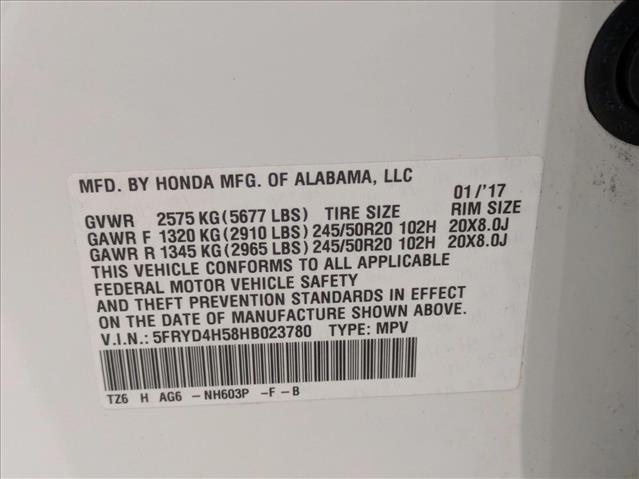 MFD. BY HONDA MFG. OF ALABAMA, LLC 01 /'17
GVWR 2575 KG (5677 LBS) TIRE SIZE RIM SIZE
GAWR F 1320 KG (2910 LBS) 245/50R20 102H 20X8.0J
GAWR R 1345 KG (2965 LBS) 245/50R20 102H 20X8.0J
THIS VEHICLE CONFORMS TO ALL APPLICABLE
FEDERAL MOTOR VEHICLE SAFETY
AND THEFT PREVENTION STANDARDS IN EFFECT
ON THE DATE OF MANUFACTURE SHOWN ABOVE.
V.I.N.: 5FRYD4H58HB023780 TYPE: MPV
TZ6 H AG6 -NH603P -F-B